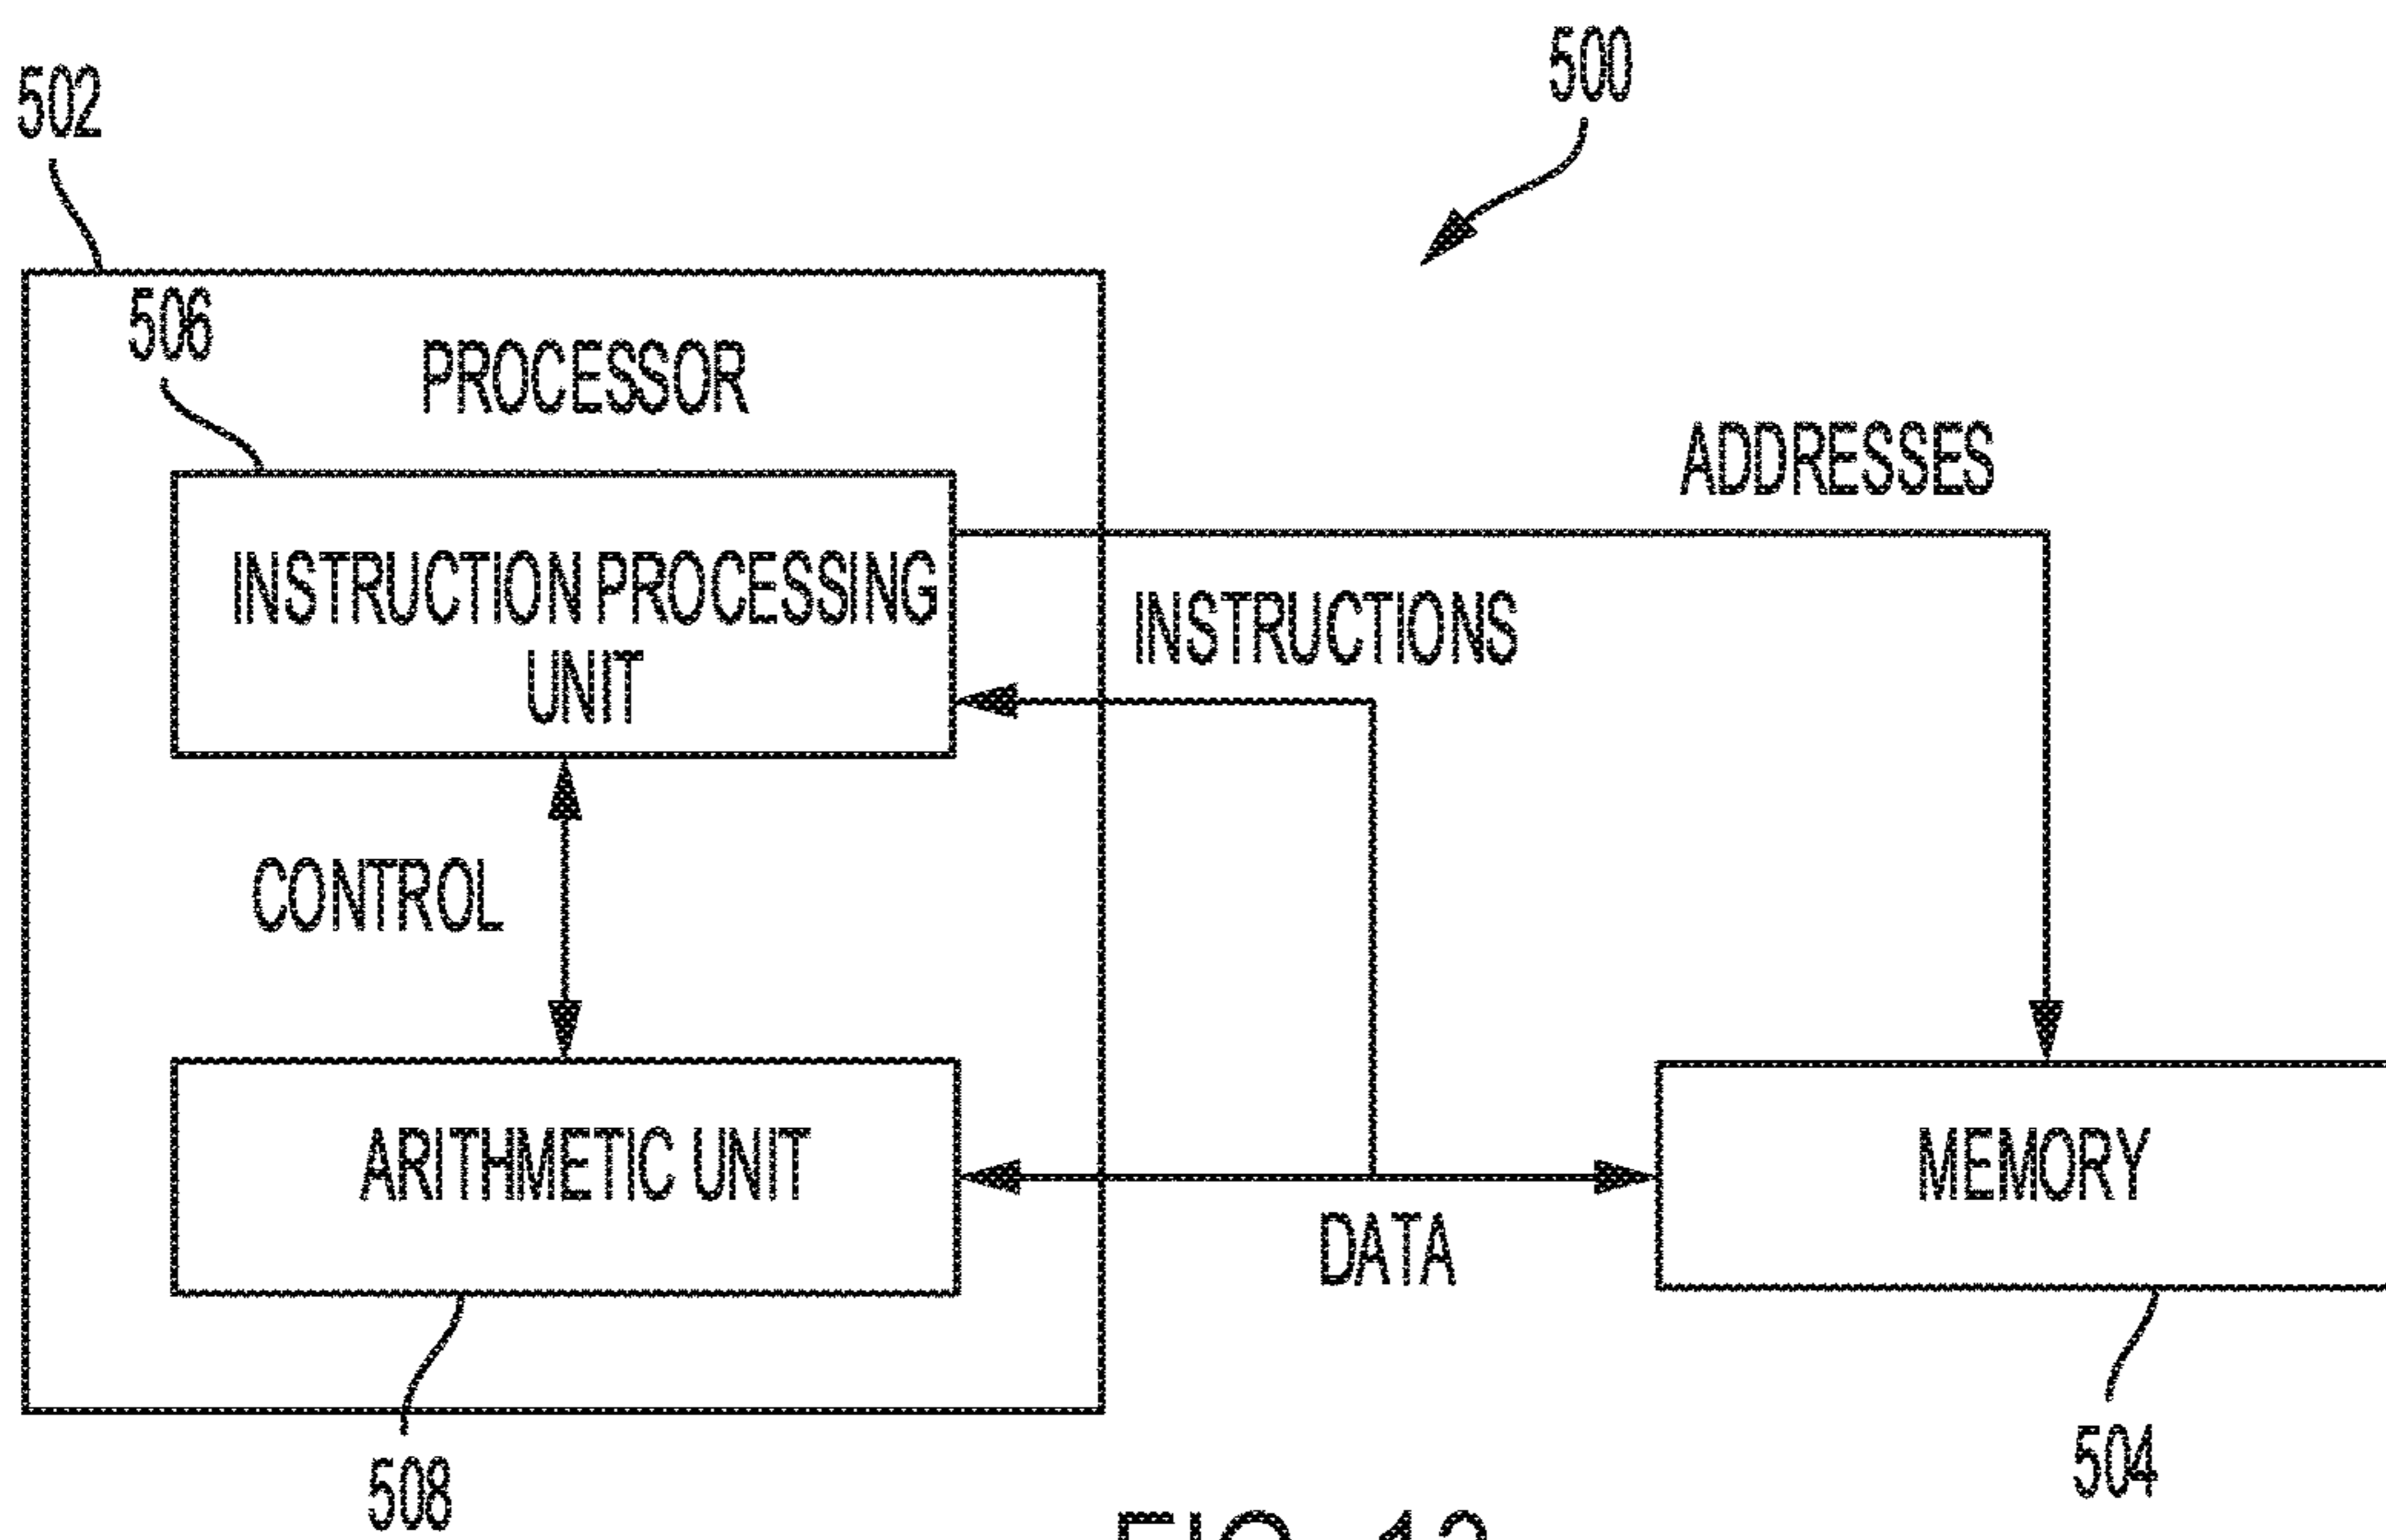 500
502
506
PROCESSOR
ADDRESSES
INSTRUCTION PROCESSING
UNIT
INSTRUCTIONS
CONTROL
ARITHMETIC UNIT
MEMORY
DATA
504
508